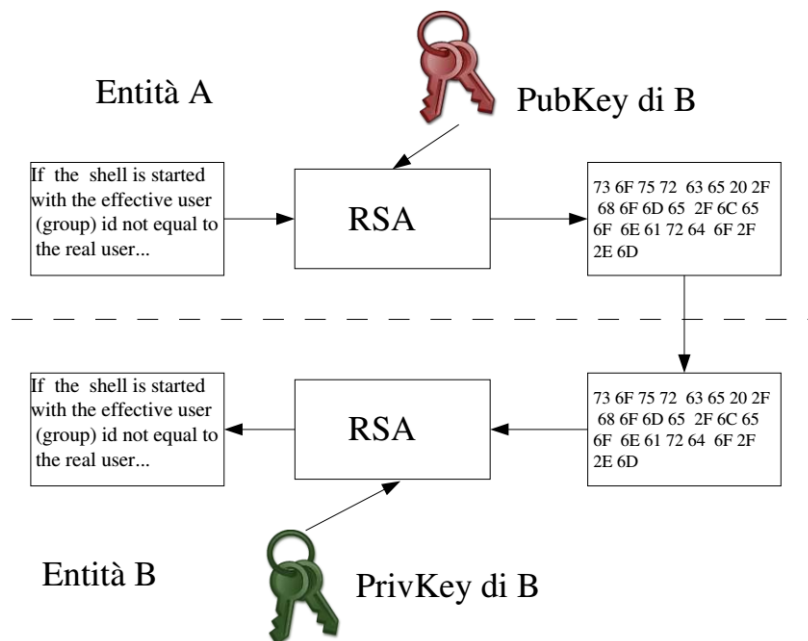 Entità A
PubKey di B
If the shell is started
with the effective user
(group) id not equal to
the real user...
RSA
73 6F 75 72 63 65 20 2F
68 6F 6D 65 2F 6C 65
6F 6E 61 72 64 6F 2F
2E 6D
If the shell is started
with the effective user
(group) id not equal to
the real user...
RSA
73 6F 75 72 63 65 20 2F
68 6F 6D 65 2F 6C 65
6F 6E 61 72 64 6F 2F
2E 6D
Entità B
PrivKey di B